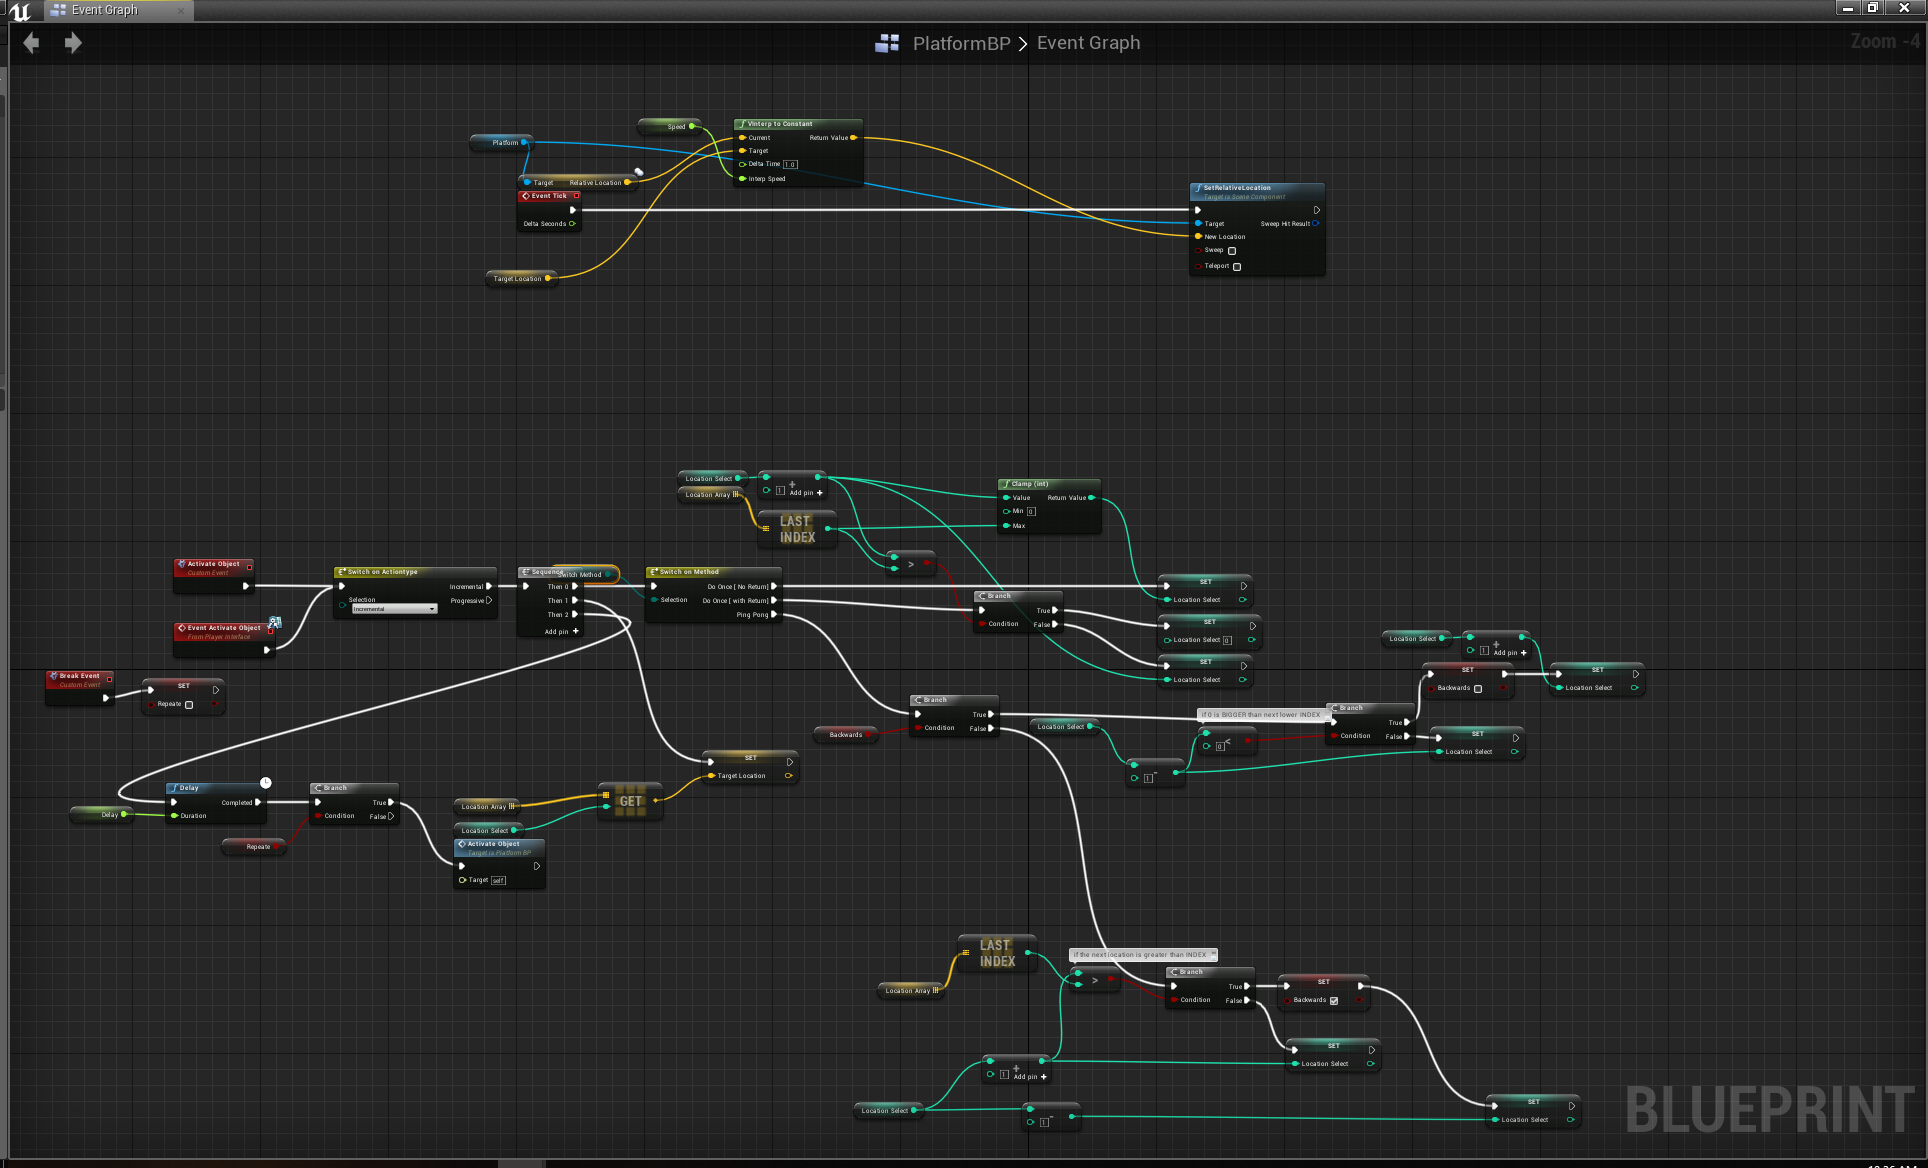 Event Graph
PlatformBP > Event Graph
Zoom -4
Speed
VInterp to Constant
Current
Return Value
Target
Delta Time 1.0
Interp Speed
Platform
Target
Relative Location
Event Tick
Delta Seconds
Target Location
SetRelativeLocation
Target is Scene Component
Target
Sweep Hit Result
New Location
Sweep
Teleport
Location Select
Location Array
1
Add pin +
LAST
INDEX
Clamp (int)
Value
Return Value
Min 0
Max
>
Activate Object
Custom Event
Event Activate Object
From Player Interface
Switch on Actiontype
Incremental
Progressive
Selection
Incremental
Sequence
Switch Method
Then 0
Then 1
Then 2
Add pin +
Switch on Method
Do Once [ No Return]
Do Once [ with Return]
Selection
Ping Pong
Branch
True
Condition
False
SET
Location Select
SET
Location Select 0
SET
Location Select
Break Event
Custom Event
SET
Repeate
Backwards
Branch
True
Condition
False
Location Select
if 0 is BIGGER than next lower INDEX
0 <
1 -
Branch
True
Condition
False
Location Select
1
Add pin +
SET
Backwards
SET
Location Select
SET
Location Select
Delay
Delay
Completed
Duration
Repeate
Branch
True
Condition
False
Location Array
Location Select
GET
SET
Target Location
Activate Object
Target is Platform BP
Target self
LAST
INDEX
Location Array
if the next location is greater than INDEX
>
Branch
True
Condition
False
SET
Backwards
SET
Location Select
1
Add pin +
Location Select
1 -
SET
Location Select
BLUEPRINT